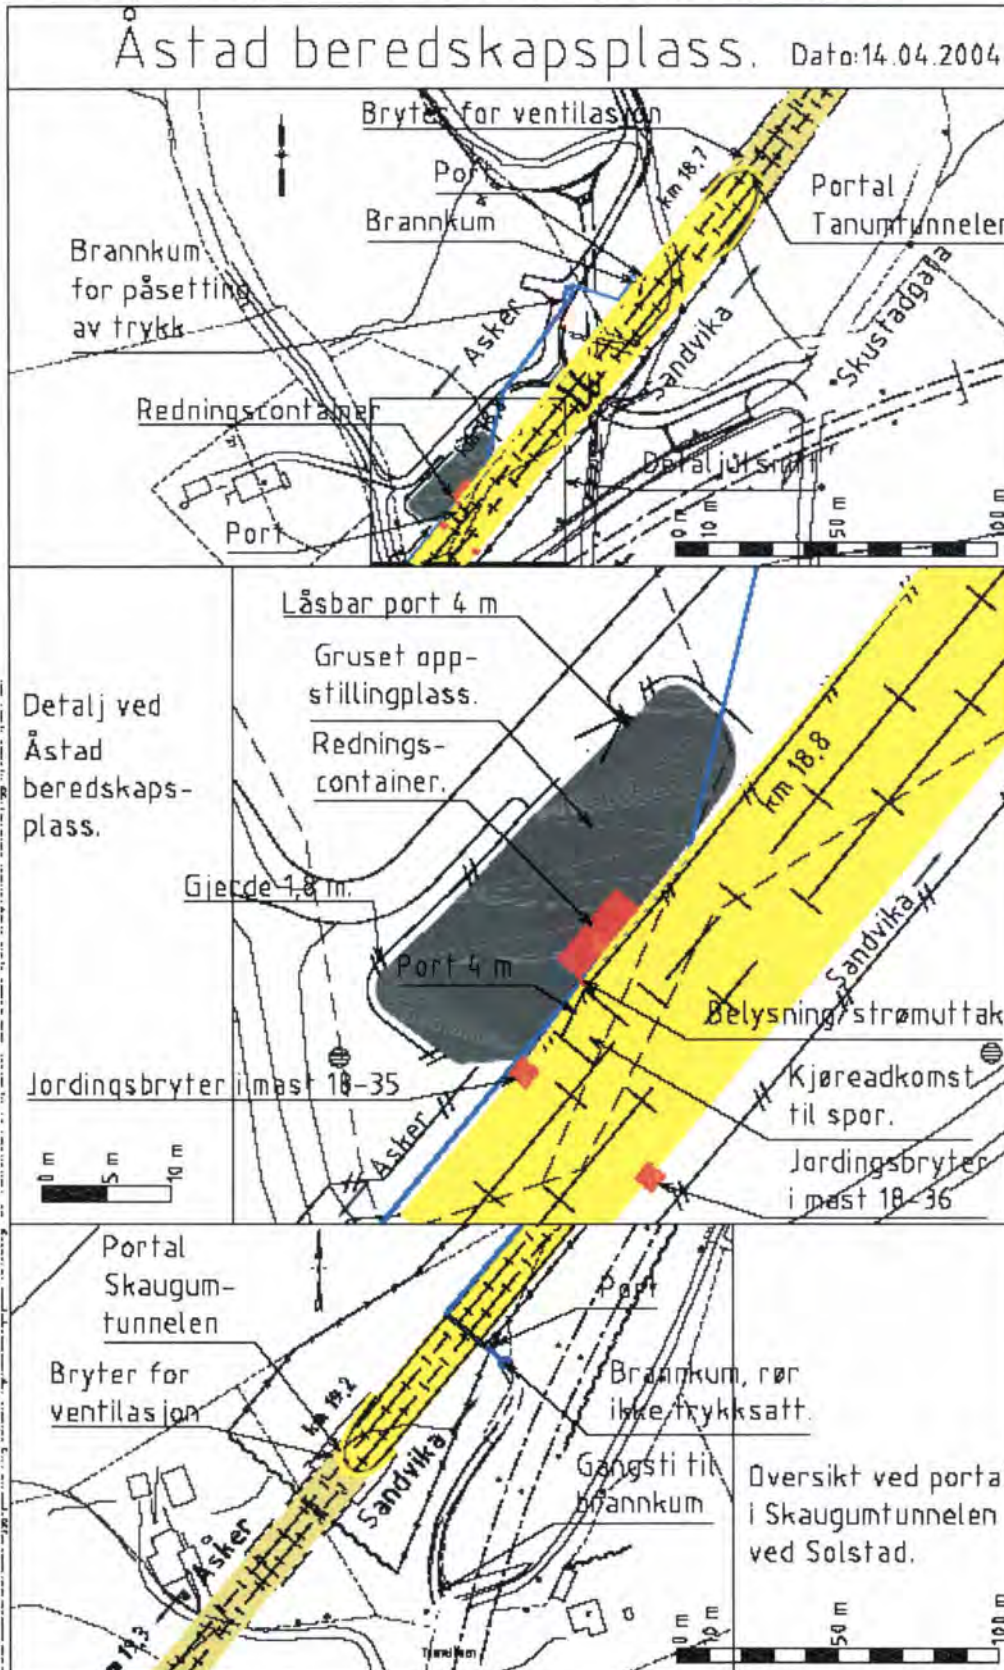 Åstad beredskapsplass.
Dato:14.04.2004
Bryter for ventilasjon
Port
km 18.7
Brannkum
Portal
Tanumtunnelen
Brannkum
for påsetting
av trykk
Asker
Sandvika
Skustadgata
Redningscontainer
Detaljutsnitt
Port
0 m
10 m
50 m
100 m
Låsbar port 4 m
Gruset opp-
stillingplass.
Detalj ved
Åstad
beredskaps-
plass.
Rednings-
container.
km 18.8
Gjerde 1,8 m.
Port 4 m
Sandvika
Belysning/strømuttak
Jordingsbryter i mast 18-35
Kjøreadkomst
til spor.
Asker
0 m
5 m
10 m
Jordingsbryter
i mast 18-36
Portal
Skaugum-
tunnelen
Port
Bryter for
ventilasjon
km 19.2
Brannkum, rør
ikke trykksatt.
Sandvika
Gangsti til
brannkum
Oversikt ved porta
i Skaugumtunnelen
ved Solstad.
Asker
km 19.3
0 m
10 m
50 m
100 m